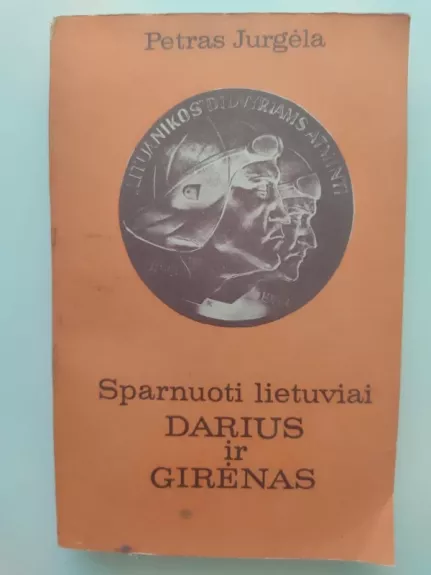 Petras Jurgėla
LITUANIKOS DIDVYRIAMS ATMINTI
Sparnuoti lietuviai
DARIUS
ir
GIRĖNAS